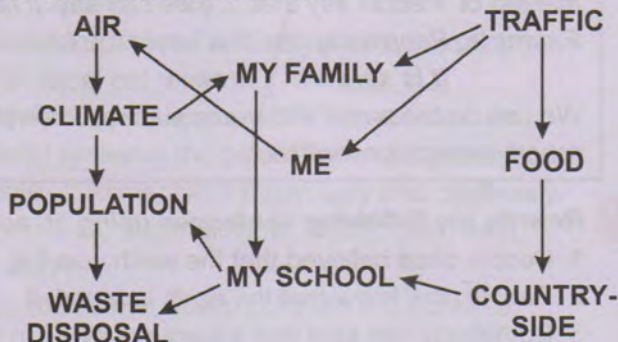 AIR
TRAFFIC
MY FAMILY
CLIMATE
ME
FOOD
POPULATION
MY SCHOOL
WASTE
DISPOSAL
COUNTRY-
SIDE